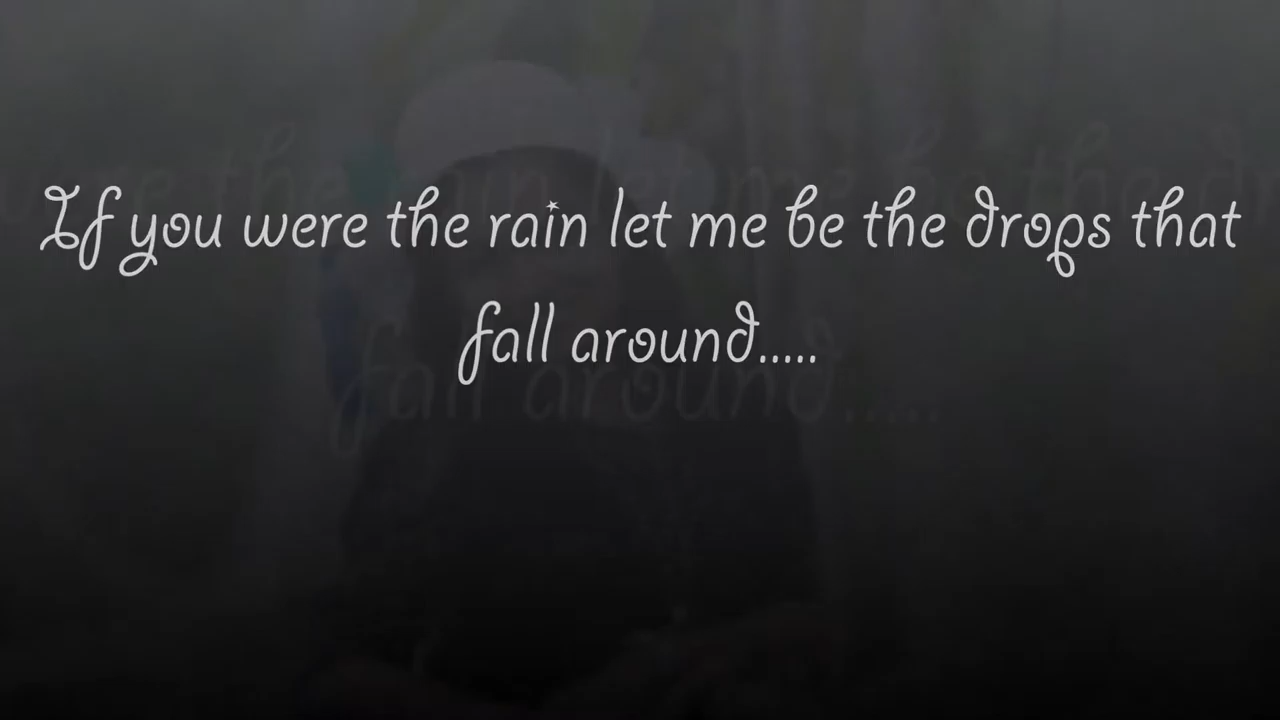 If you were the rain let me be the drops that
fall around.....